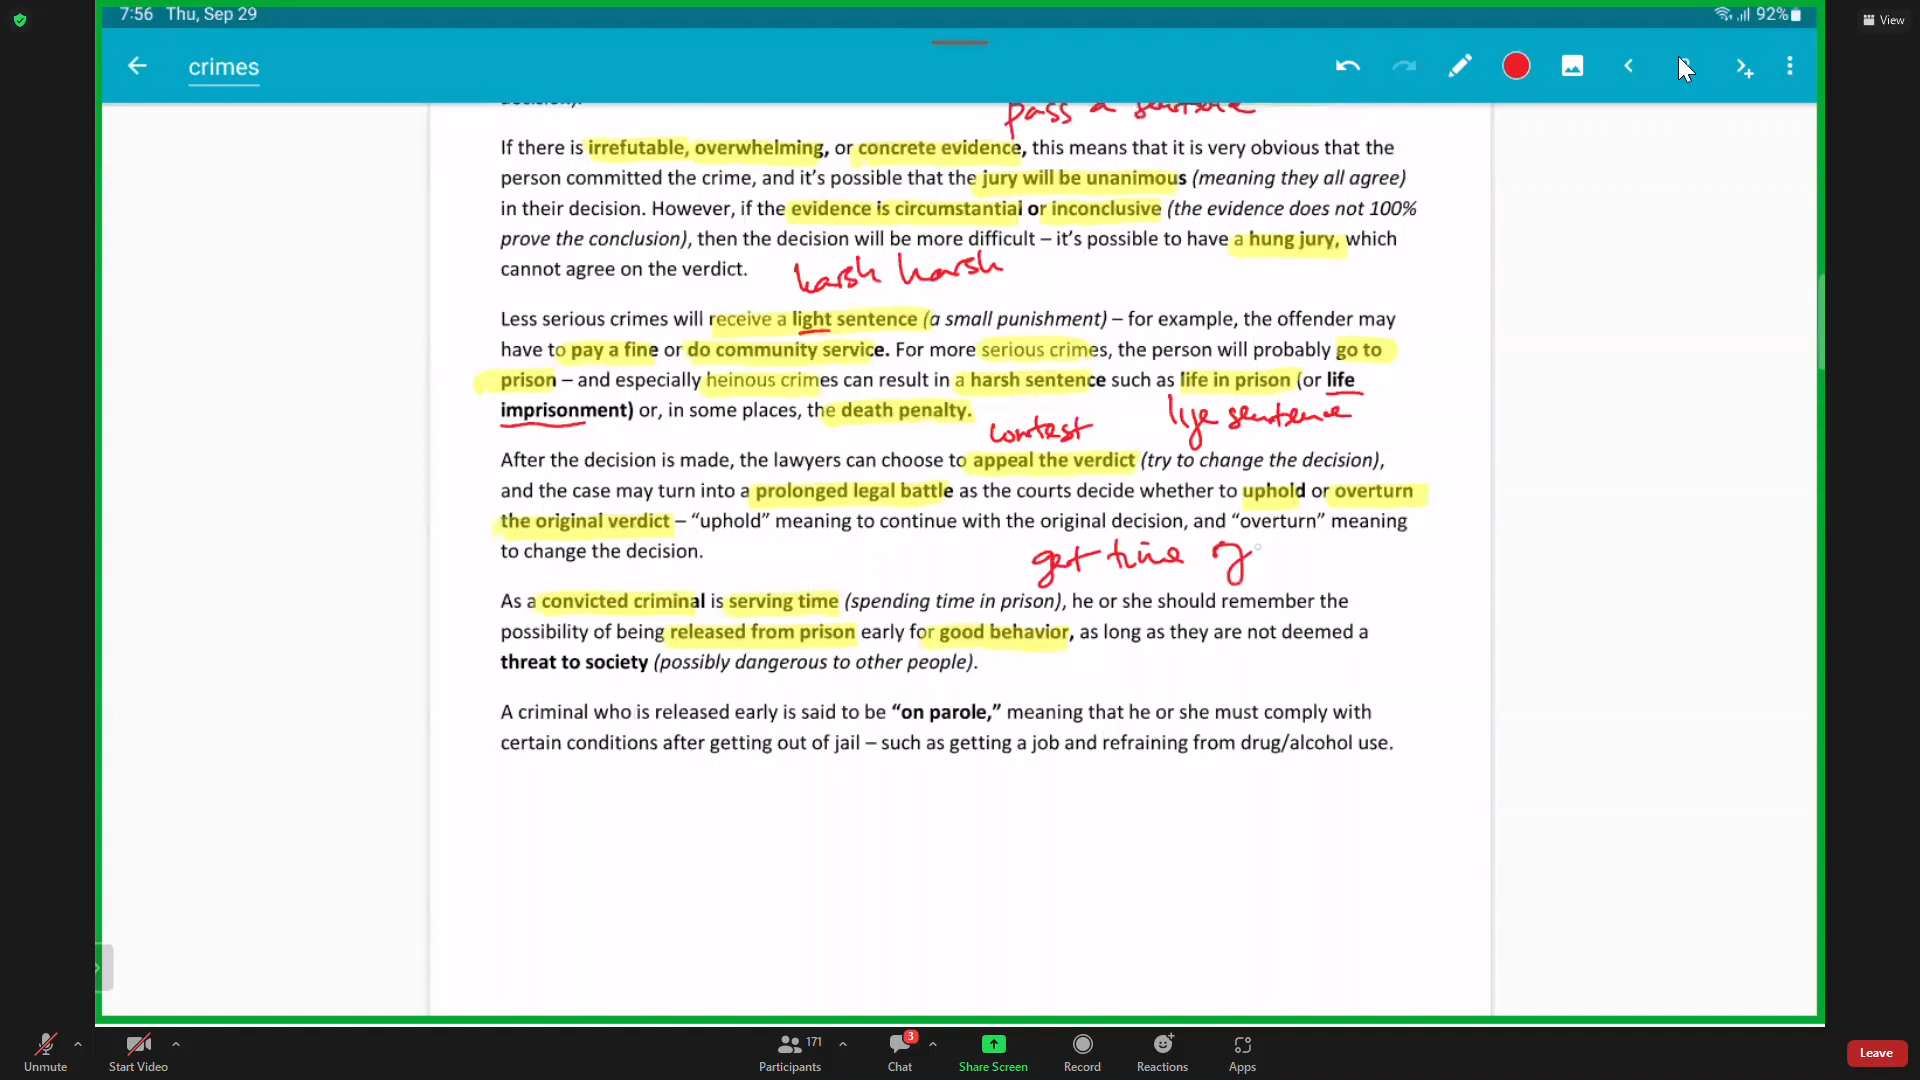 7:56 Thu, Sep 29
92%
View
crimes
pass a sentence
If there is irrefutable, overwhelming, or concrete evidence, this means that it is very obvious that the
person committed the crime, and it’s possible that the jury will be unanimous (meaning they all agree)
in their decision. However, if the evidence is circumstantial or inconclusive (the evidence does not 100%
prove the conclusion), then the decision will be more difficult – it’s possible to have a hung jury, which
cannot agree on the verdict.
harsh harsh
Less serious crimes will receive a light sentence (a small punishment) – for example, the offender may
have to pay a fine or do community service. For more serious crimes, the person will probably go to
prison – and especially heinous crimes can result in a harsh sentence such as life in prison (or life
imprisonment) or, in some places, the death penalty.
life sentence
contest
After the decision is made, the lawyers can choose to appeal the verdict (try to change the decision),
and the case may turn into a prolonged legal battle as the courts decide whether to uphold or overturn
the original verdict – “uphold” meaning to continue with the original decision, and “overturn” meaning
to change the decision.
get time
As a convicted criminal is serving time (spending time in prison), he or she should remember the
possibility of being released from prison early for good behavior, as long as they are not deemed a
threat to society (possibly dangerous to other people).
A criminal who is released early is said to be “on parole,” meaning that he or she must comply with
certain conditions after getting out of jail – such as getting a job and refraining from drug/alcohol use.
Unmute
Start Video
171
Participants
3
Chat
Share Screen
Record
Reactions
Apps
Leave